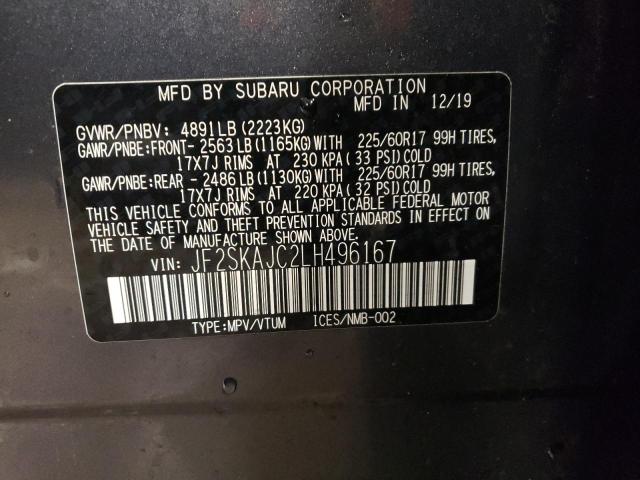 MFD BY SUBARU CORPORATION
MFD IN 12/19
GVWR/PNBV: 4891LB(2223KG)
GAWR/PNBE:FRONT- 2563LB(1165KG)WITH 225/60R17 99H TIRES,
17X7J RIMS AT 230 KPA(33 PSI)COLD
GAWR/PNBE:REAR - 2486LB(1130KG)WITH 225/60R17 99H TIRES,
17X7J RIMS AT 220 KPA(32 PSI)COLD
THIS VEHICLE CONFORMS TO ALL APPLICABLE FEDERAL MOTOR
VEHICLE SAFETY AND THEFT PREVENTION STANDARDS IN EFFECT
ON THE DATE OF MANUFACTURE SHOWN ABOVE.
VIN: JF2SKAJC2LH496167
TYPE:MPV/VTUM ICES/NMB-002